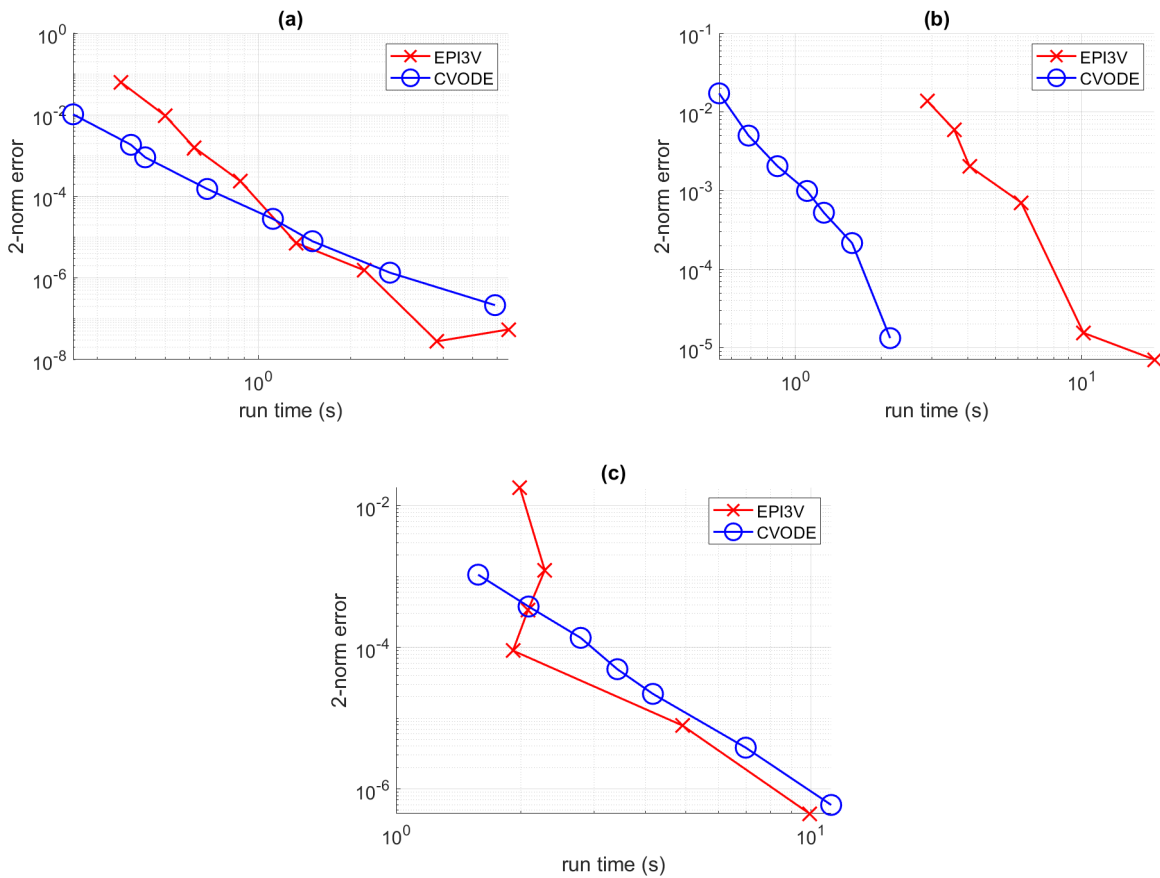 (a)
10^0
10^-2
10^-4
10^-6
10^-8
2-norm error
EPI3V
CVODE
10^0
run time (s)
(b)
10^-1
10^-2
10^-3
10^-4
10^-5
2-norm error
EPI3V
CVODE
10^0
10^1
run time (s)
(c)
10^-2
10^-4
10^-6
2-norm error
EPI3V
CVODE
10^0
10^1
run time (s)